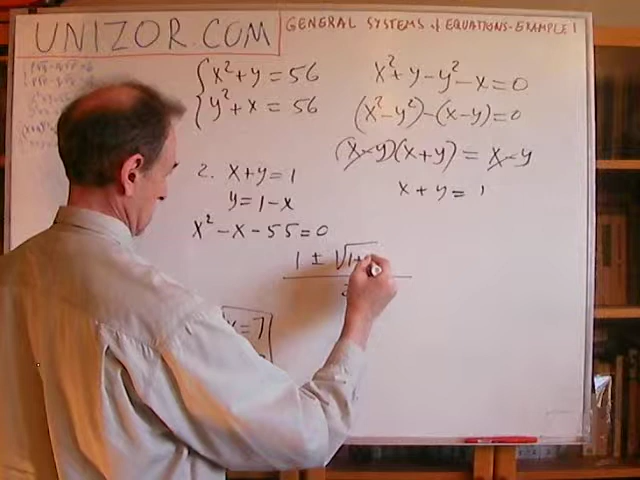 UNIZOR.COM
GENERAL SYSTEMS of EQUATIONS - EXAMPLE 1
{ x² + y = 56
{ y² + x = 56
x² + y - y² - x = 0
(x² - y²) - (x - y) = 0
(x - y)(x + y) = x - y
x + y = 1
2. x + y = 1
y = 1 - x
x² - x - 55 = 0
1 ± √1+
x = 7